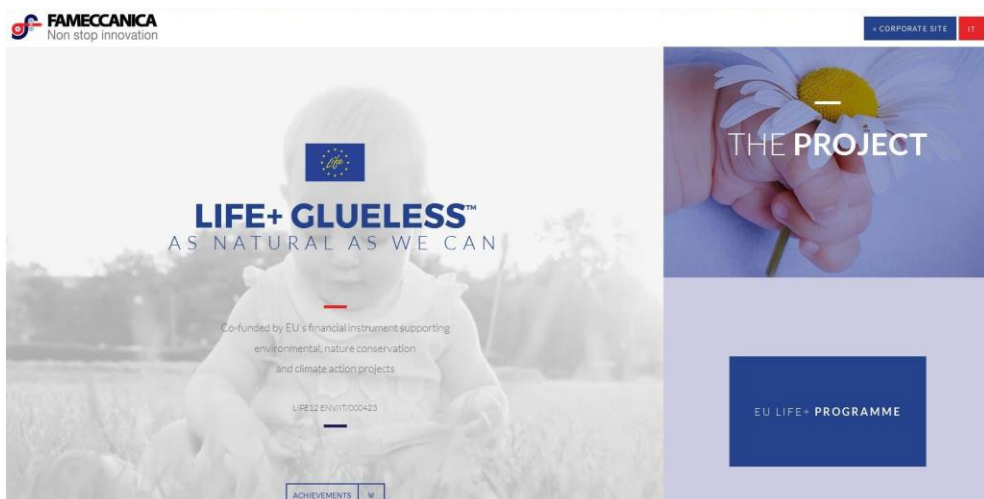 FAMECCANICA
Non stop innovation
« CORPORATE SITE
IT
Life
LIFE+ GLUELESS™
AS NATURAL AS WE CAN
Co-funded by EU's financial instrument supporting
environmental, nature conservation
and climate action projects
LIFE12 ENV/IT/000423
ACHIEVEMENTS
THE PROJECT
EU LIFE+ PROGRAMME